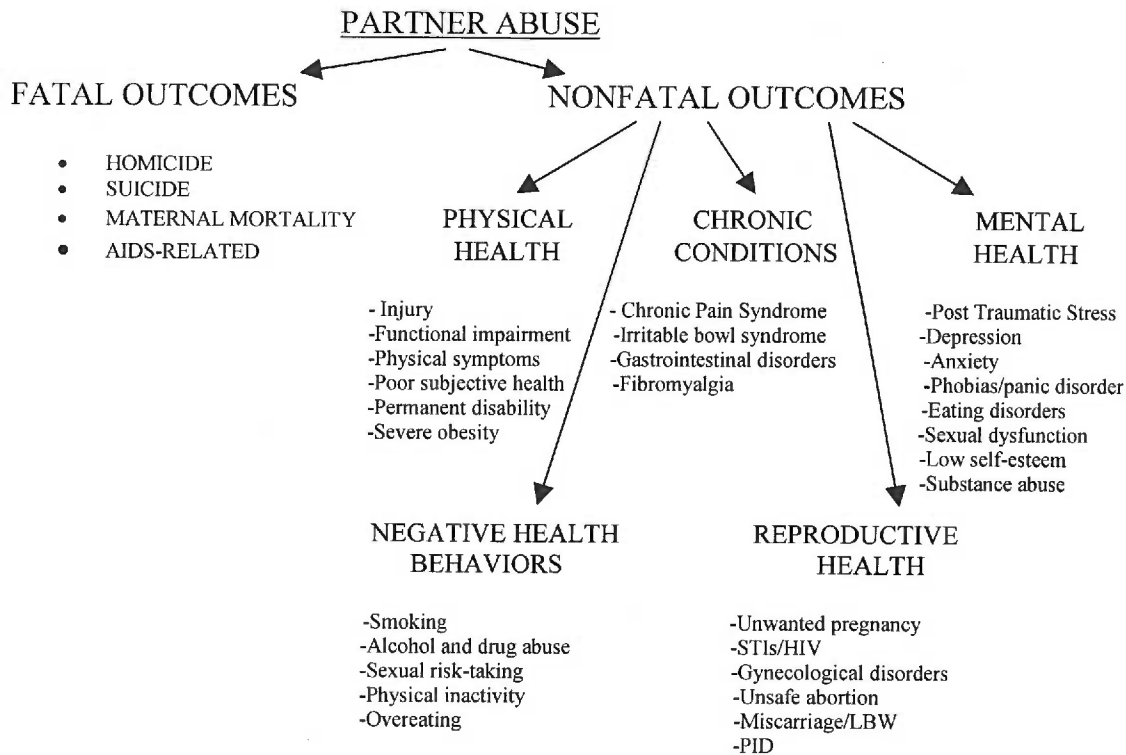 PARTNER ABUSE
FATAL OUTCOMES
• HOMICIDE
• SUICIDE
• MATERNAL MORTALITY
• AIDS-RELATED
NONFATAL OUTCOMES
PHYSICAL
HEALTH
- Injury
-Functional impairment
-Physical symptoms
-Poor subjective health
-Permanent disability
-Severe obesity
CHRONIC
CONDITIONS
- Chronic Pain Syndrome
-Irritable bowl syndrome
-Gastrointestinal disorders
-Fibromyalgia
MENTAL
HEALTH
-Post Traumatic Stress
-Depression
-Anxiety
-Phobias/panic disorder
-Eating disorders
-Sexual dysfunction
-Low self-esteem
-Substance abuse
NEGATIVE HEALTH
BEHAVIORS
-Smoking
-Alcohol and drug abuse
-Sexual risk-taking
-Physical inactivity
-Overeating
REPRODUCTIVE
HEALTH
-Unwanted pregnancy
-STIs/HIV
-Gynecological disorders
-Unsafe abortion
-Miscarriage/LBW
-PID